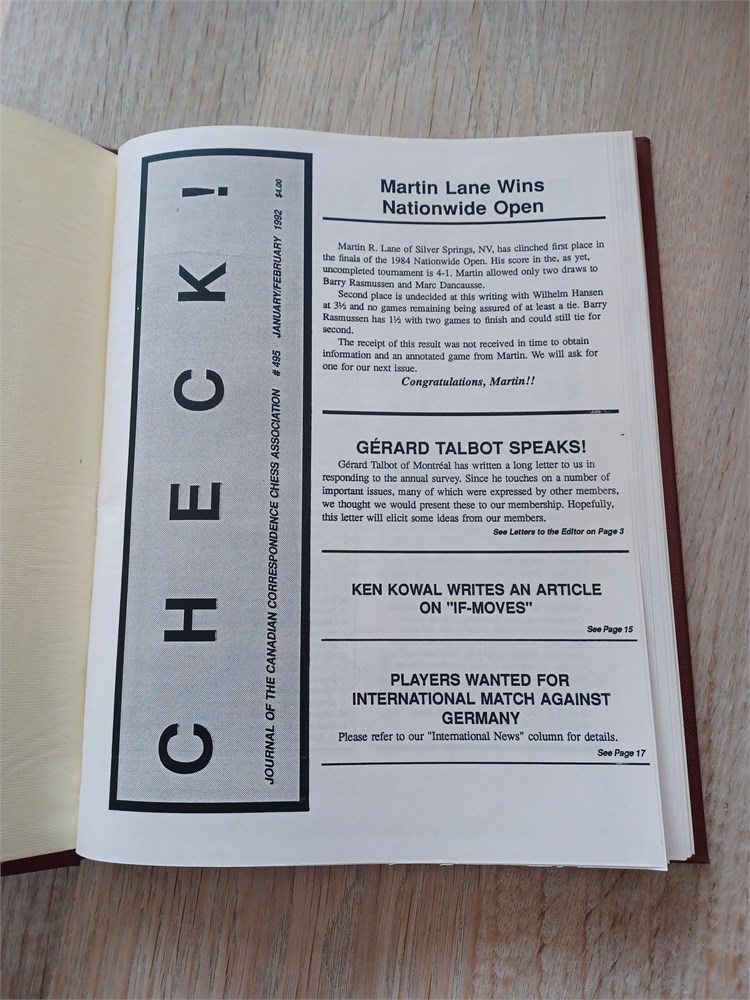 CHECK!
JOURNAL OF THE CANADIAN CORRESPONDENCE CHESS ASSOCIATION # 495 JANUARY/FEBRUARY 1992 $4.00
Martin Lane Wins
Nationwide Open
Martin R. Lane of Silver Springs, NV, has clinched first place in
the finals of the 1984 Nationwide Open. His score in the, as yet,
uncompleted tournament is 4-1. Martin allowed only two draws to
Barry Rasmussen and Marc Dancausse.
Second place is undecided at this writing with Wilhelm Hansen
at 3½ and no games remaining being assured of at least a tie. Barry
Rasmussen has 1½ with two games to finish and could still tie for
second.
The receipt of this result was not received in time to obtain
information and an annotated game from Martin. We will ask for
one for our next issue.
Congratulations, Martin!!
GÉRARD TALBOT SPEAKS!
Gérard Talbot of Montréal has written a long letter to us in
responding to the annual survey. Since he touches on a number of
important issues, many of which were expressed by other members,
we thought we would present these to our membership. Hopefully,
this letter will elicit some ideas from our members.
See Letters to the Editor on Page 3
KEN KOWAL WRITES AN ARTICLE
ON "IF-MOVES"
See Page 15
PLAYERS WANTED FOR
INTERNATIONAL MATCH AGAINST
GERMANY
Please refer to our "International News" column for details.
See Page 17